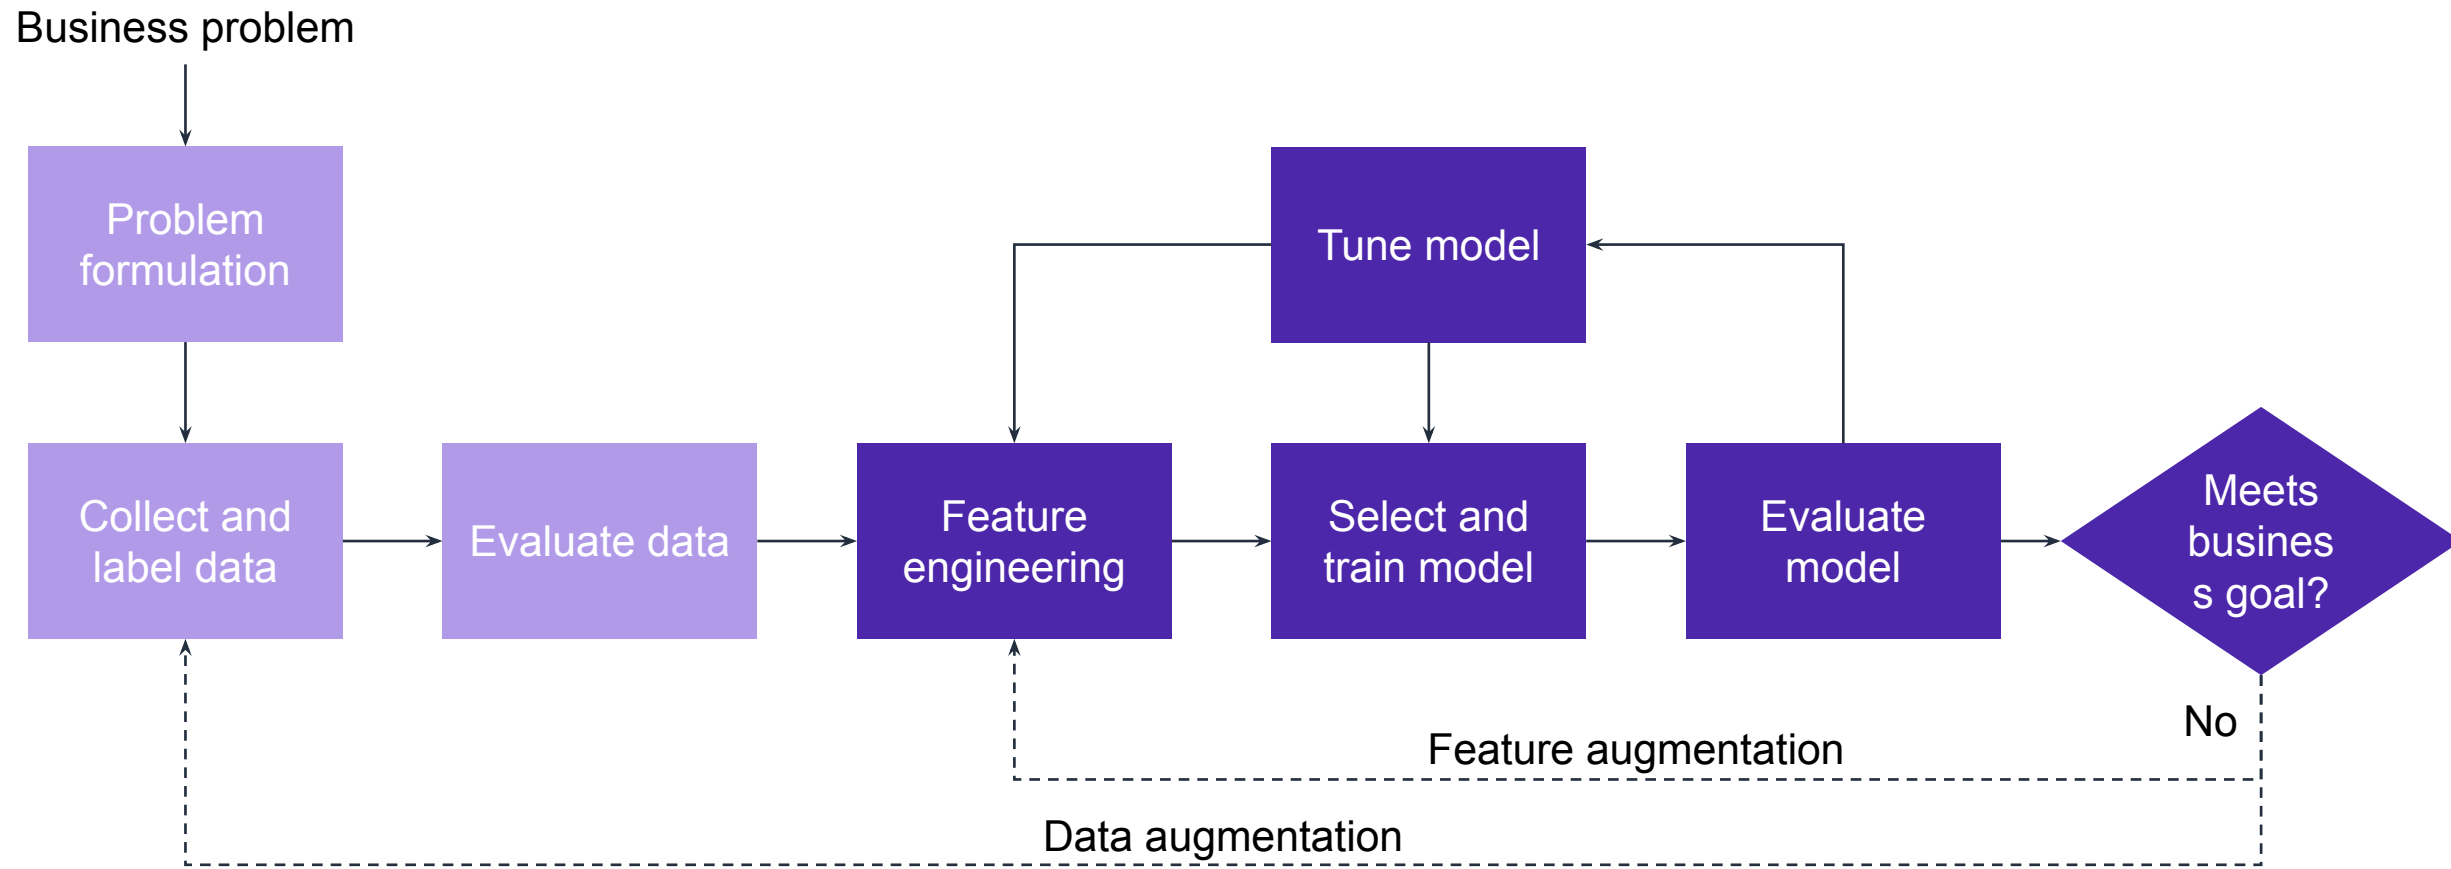 Business problem
Problem
formulation
Tune model
Collect and
label data
Evaluate data
Feature
engineering
Select and
train model
Evaluate
model
Meets
busines
s goal?
No
Feature augmentation
Data augmentation